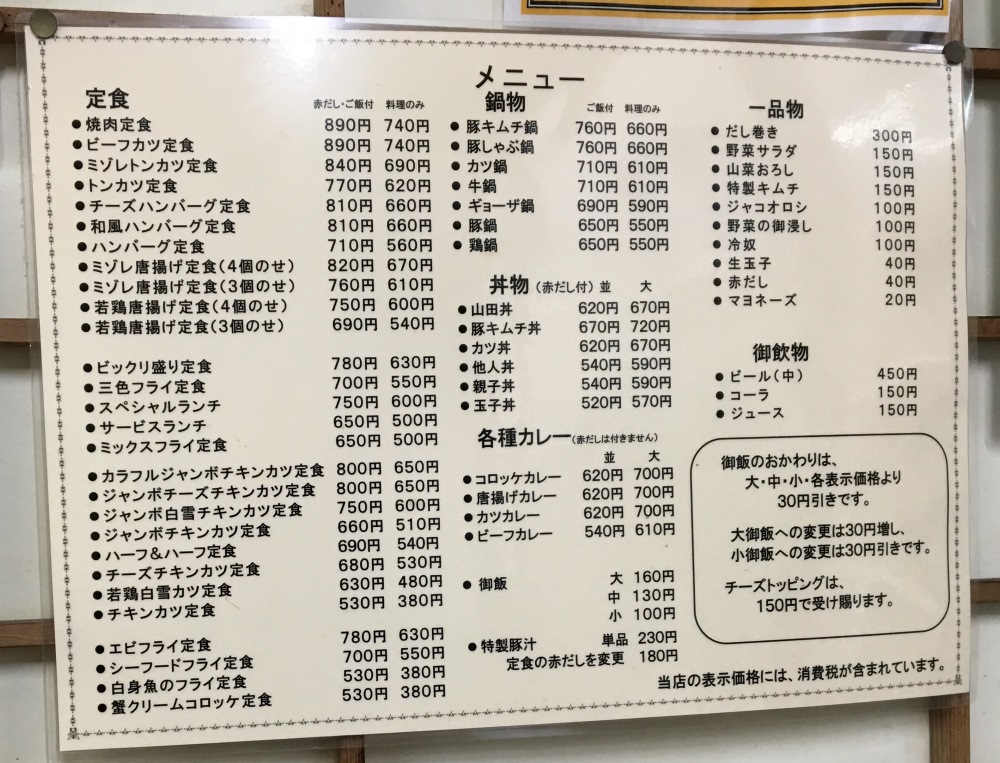 メニュー
定食 赤だし・ご飯付 料理のみ
●焼肉定食 890円 740円
●ビーフカツ定食 890円 740円
●ミゾレトンカツ定食 840円 690円
●トンカツ定食 770円 620円
●チーズハンバーグ定食 810円 660円
●和風ハンバーグ定食 810円 660円
●ハンバーグ定食 710円 560円
●ミゾレ唐揚げ定食(4個のせ) 820円 670円
●ミゾレ唐揚げ定食(3個のせ) 760円 610円
●若鶏唐揚げ定食(4個のせ) 750円 600円
●若鶏唐揚げ定食(3個のせ) 690円 540円
●ビックリ盛り定食 780円 630円
●三色フライ定食 700円 550円
●スペシャルランチ 750円 600円
●サービスランチ 650円 500円
●ミックスフライ定食 650円 500円
●カラフルジャンボチキンカツ定食 800円 650円
●ジャンボチーズチキンカツ定食 800円 650円
●ジャンボ白雪チキンカツ定食 750円 600円
●ジャンボチキンカツ定食 660円 510円
●ハーフ&ハーフ定食 690円 540円
●チーズチキンカツ定食 680円 530円
●若鶏白雪カツ定食 630円 480円
●チキンカツ定食 530円 380円
●エビフライ定食 780円 630円
●シーフードフライ定食 700円 550円
●白身魚のフライ定食 530円 380円
●蟹クリームコロッケ定食 530円 380円
鍋物 ご飯付 料理のみ
●豚キムチ鍋 760円 660円
●豚しゃぶ鍋 760円 660円
●カツ鍋 710円 610円
●牛鍋 710円 610円
●ギョーザ鍋 690円 590円
●豚鍋 650円 550円
●鶏鍋 650円 550円
丼物(赤だし付) 並 大
●山田丼 620円 670円
●豚キムチ丼 670円 720円
●カツ丼 620円 670円
●他人丼 540円 590円
●親子丼 540円 590円
●玉子丼 520円 570円
各種カレー(赤だしは付きません)
並 大
●コロッケカレー 620円 700円
●唐揚げカレー 620円 700円
●カツカレー 620円 700円
●ビーフカレー 540円 610円
●御飯 大 160円
中 130円
小 100円
●特製豚汁 単品 230円
定食の赤だしを変更 180円
一品物
●だし巻き 300円
●野菜サラダ 150円
●山菜おろし 150円
●特製キムチ 150円
●ジャコオロシ 100円
●野菜の御浸し 100円
●冷奴 100円
●生玉子 40円
●赤だし 40円
●マヨネーズ 20円
御飲物
●ビール(中) 450円
●コーラ 150円
●ジュース 150円
御飯のおかわりは、
大・中・小・各表示価格より
30円引きです。
大御飯への変更は30円増し、
小御飯への変更は30円引きです。
チーズトッピングは、
150円で受け賜ります。
当店の表示価格には、消費税が含まれています。